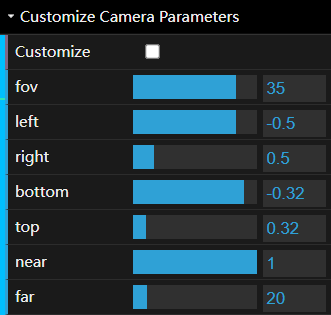 Customize Camera Parameters
Customize
fov 35
left -0.5
right 0.5
bottom -0.32
top 0.32
near 1
far 20